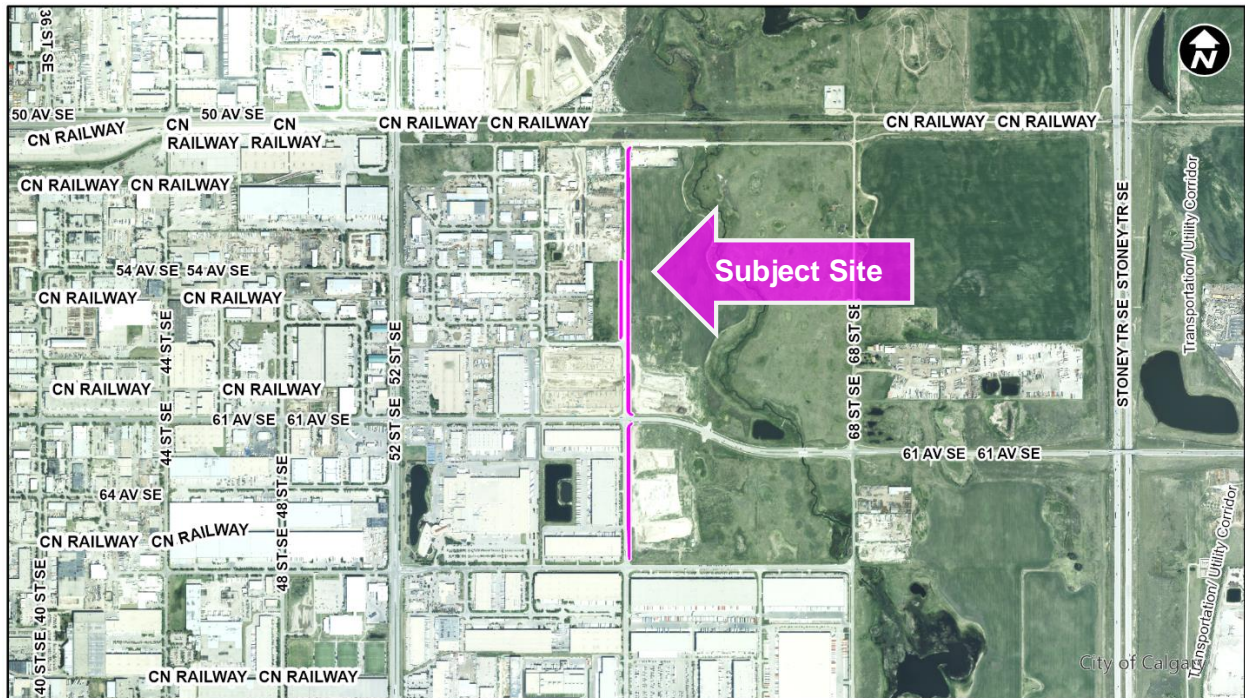 36 ST SE
N
50 AV SE
50 AV SE
CN RAILWAY
CN
RAILWAY
CN
RAILWAY
CN RAILWAY
CN RAILWAY
CN RAILWAY
CN RAILWAY
CN RAILWAY
CN RAILWAY
Transportation/ Utility Corridor
STONEY TR SE
STONEY TR SE
Subject Site
54 AV SE
54 AV SE
CN RAILWAY
CN RAILWAY
44 ST SE
52 ST SE
68 ST SE
CN RAILWAY
CN RAILWAY
44 ST SE
61 AV SE
61 AV SE
52 ST SE
68 ST SE
61 AV SE
61 AV SE
64 AV SE
48 ST SE
CN RAILWAY
CN RAILWAY
48 ST SE
40 ST SE
40 ST SE
Transportation/ Utility Corridor
City of Calgary
CN RAILWAY
CN RAILWAY